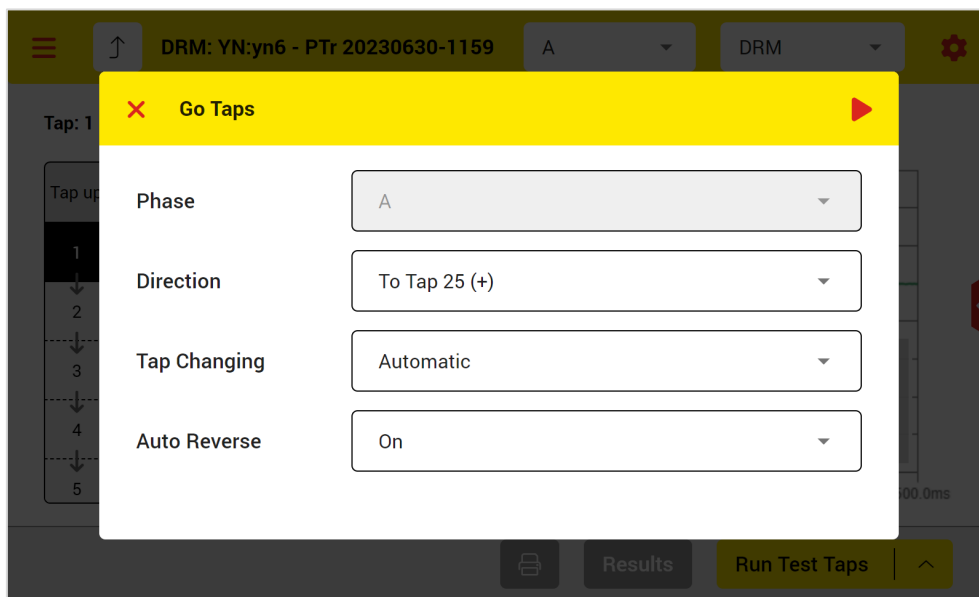 DRM: YN:yn6 - PTr 20230630-1159 A DRM
Go Taps
Tap: 1
Tap up
1
2
3
4
5
Phase A
Direction To Tap 25 (+)
Tap Changing Automatic
Auto Reverse On
500.0ms
Results Run Test Taps